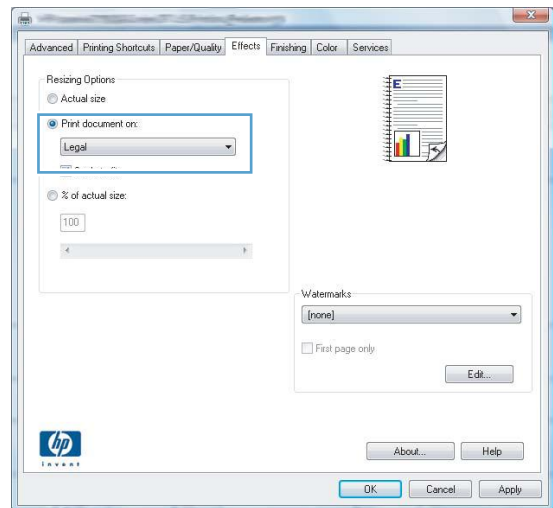 Advanced Printing Shortcuts Paper/Quality Effects Finishing Color Services
Resizing Options
Actual size
Print document on:
Legal
% of actual size:
100
E
Watermarks
[none]
First page only
Edit...
hp
invent
About... Help
OK Cancel Apply